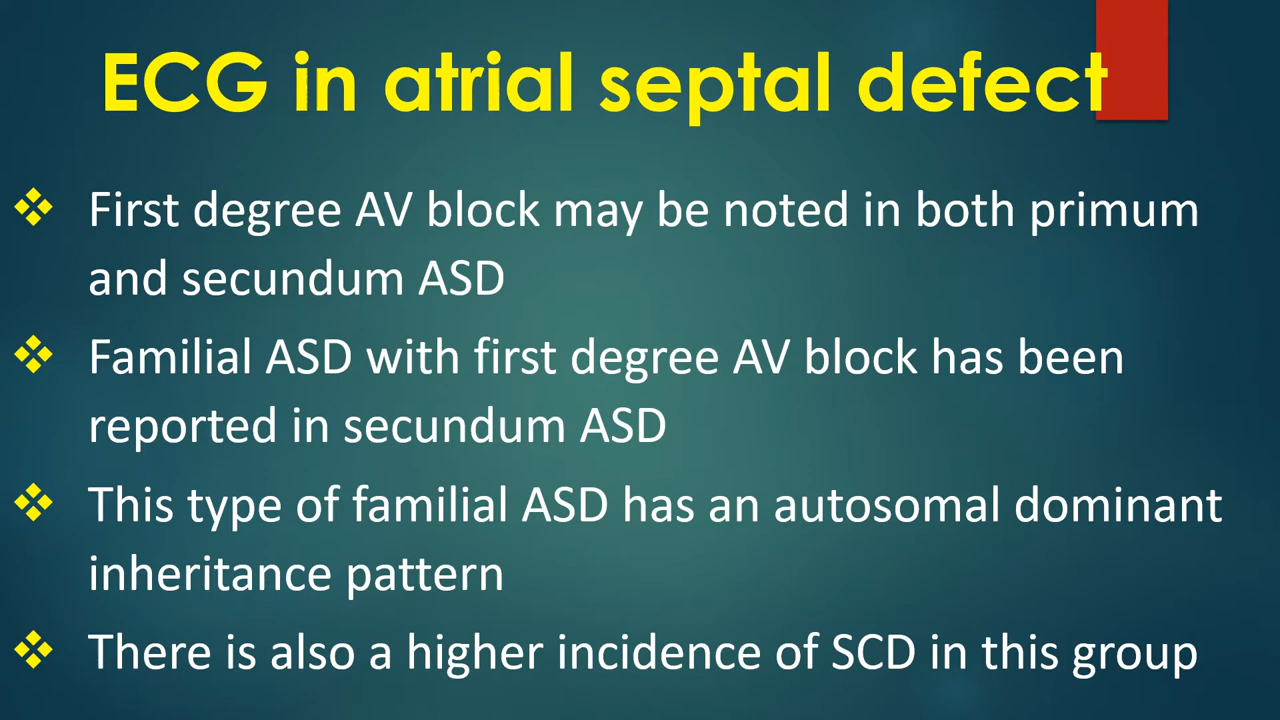 ECG in atrial septal defect
❖ First degree AV block may be noted in both primum
and secundum ASD
❖ Familial ASD with first degree AV block has been
reported in secundum ASD
❖ This type of familial ASD has an autosomal dominant
inheritance pattern
❖ There is also a higher incidence of SCD in this group